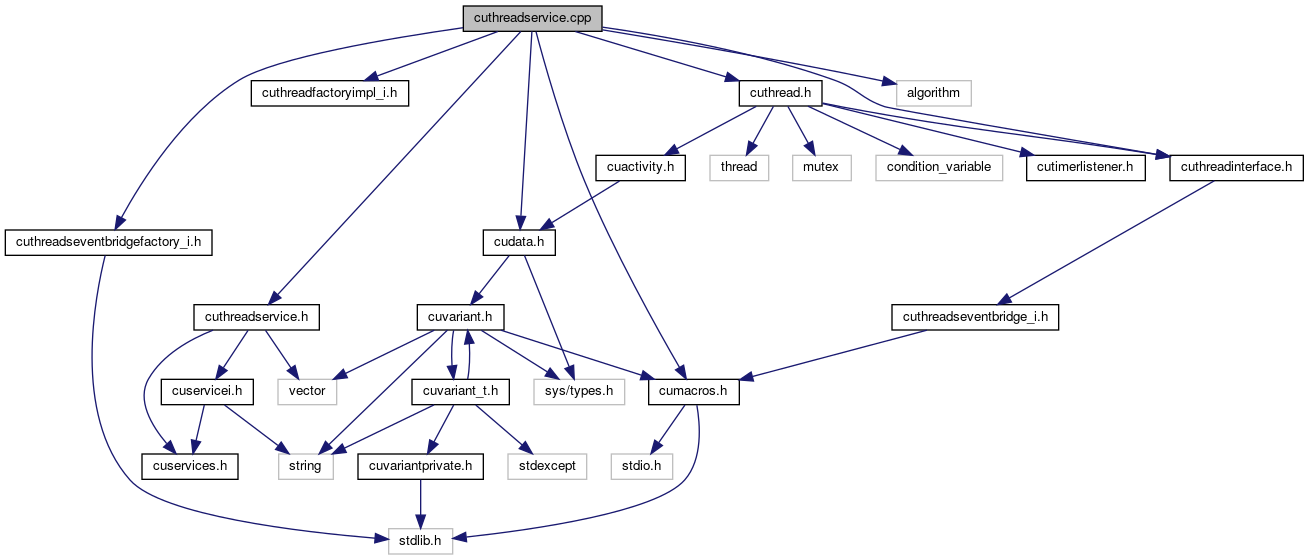 cuthreadservice.cpp
cuthreadfactoryimpl_i.h
cuthread.h
algorithm
cuactivity.h
thread
mutex
condition_variable
cutimerlistener.h
cuthreadinterface.h
cuthreadseventbridgefactory_i.h
cudata.h
cuthreadservice.h
cuvariant.h
cuthreadseventbridge_i.h
cuservicei.h
vector
cuvariant_t.h
sys/types.h
cumacros.h
cuservices.h
string
cuvariantprivate.h
stdexcept
stdio.h
stdlib.h